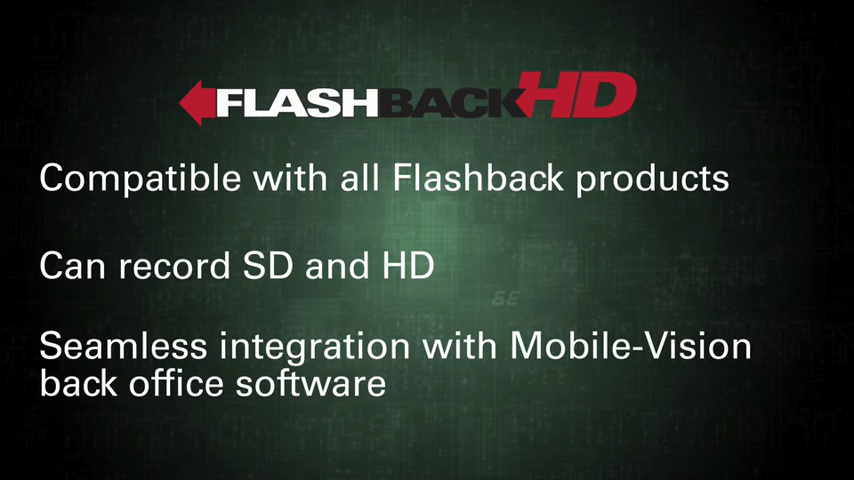 FLASHBACKHD
Compatible with all Flashback products
Can record SD and HD
Seamless integration with Mobile-Vision
back office software